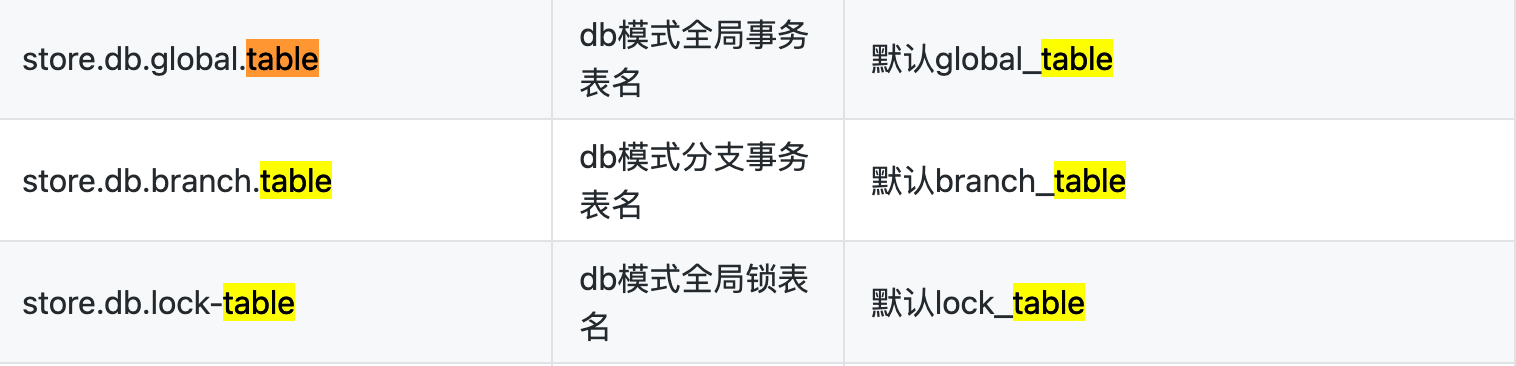 store.db.global.table
db模式全局事务
表名
默认global_table
store.db.branch.table
db模式分支事务
表名
默认branch_table
store.db.lock-table
db模式全局锁表
名
默认lock_table